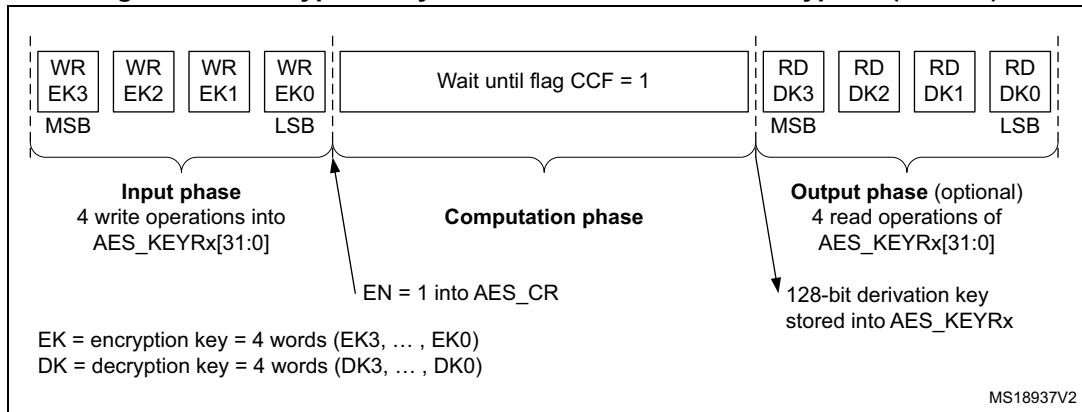 WR WR WR WR RD RD RD RD
EK3 EK2 EK1 EK0 Wait until flag CCF = 1 DK3 DK2 DK1 DK0
MSB LSB MSB LSB
Input phase
4 write operations into
AES_KEYRx[31:0]
Computation phase
Output phase (optional)
4 read operations of
AES_KEYRx[31:0]
EN = 1 into AES_CR
128-bit derivation key
stored into AES_KEYRx
EK = encryption key = 4 words (EK3, … , EK0)
DK = decryption key = 4 words (DK3, … , DK0)
MS18937V2